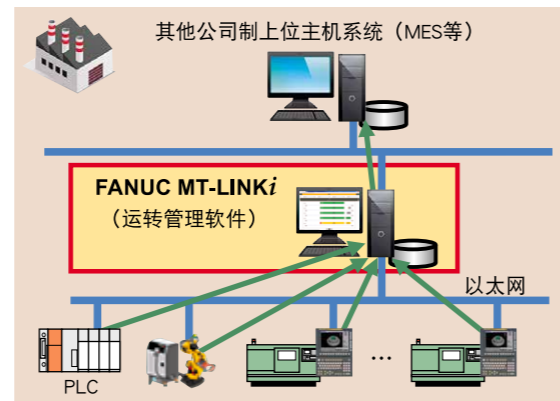 其他公司制上位主机系统（MES等）
FANUC MT-LINKi
（运转管理软件）
以太网
PLC
…